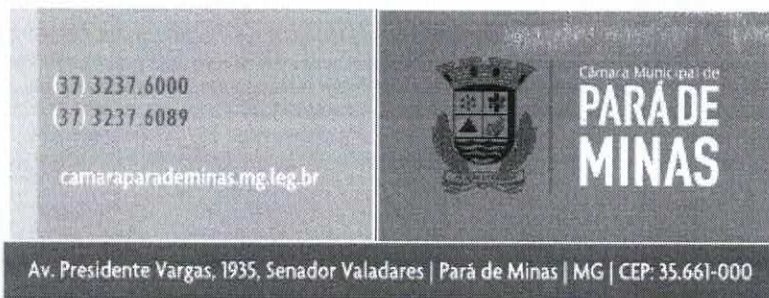 (37) 3237.6000
(37) 3237.6089
camaraparademinas.mg.leg.br
Câmara Municipal de
PARÁ DE
MINAS
Av. Presidente Vargas, 1935, Senador Valadares | Pará de Minas | MG | CEP: 35.661-000